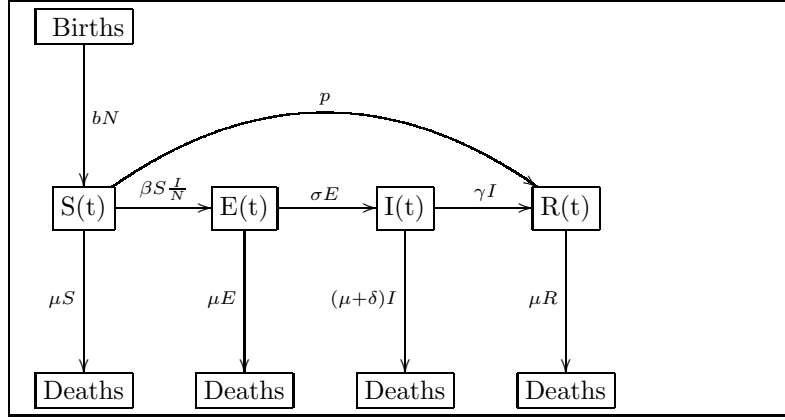 Births
p
bN
S(t) βS I/N E(t) σE I(t) γI R(t)
μS μE (μ+δ)I μR
Deaths Deaths Deaths Deaths